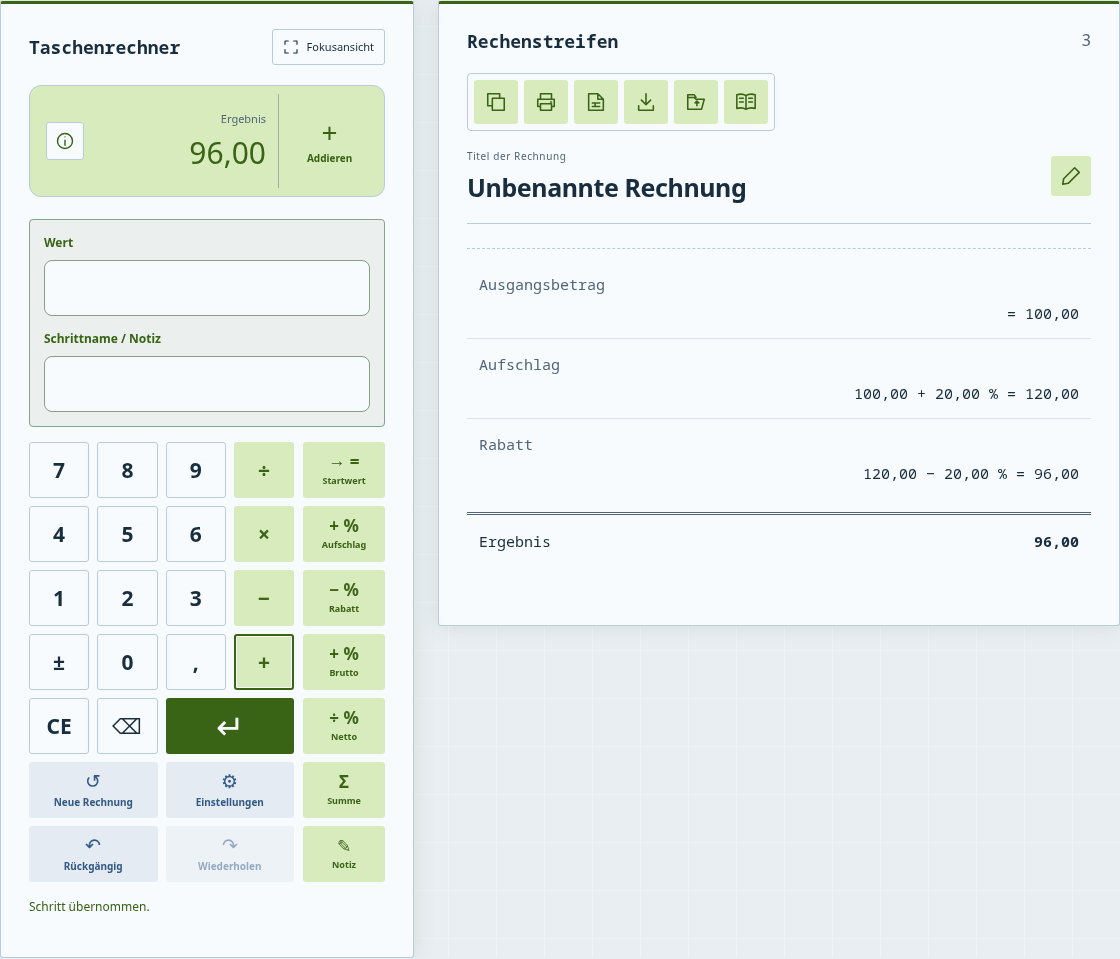 Taschenrechner
Fokusansicht
Ergebnis
96,00
+
Addieren
Wert
Schrittname / Notiz
7 8 9 ÷ → =
Startwert
4 5 6 × + %
Aufschlag
1 2 3 − − %
Rabatt
± 0 , + + %
Brutto
CE ⌫ ↵ ÷ %
Netto
↺ ⚙ Σ
Neue Rechnung Einstellungen Summe
↶ ↷ ✎
Rückgängig Wiederholen Notiz
Schritt übernommen.
Rechenstreifen 3
Titel der Rechnung
Unbenannte Rechnung
Ausgangsbetrag
= 100,00
Aufschlag
100,00 + 20,00 % = 120,00
Rabatt
120,00 − 20,00 % = 96,00
Ergebnis 96,00